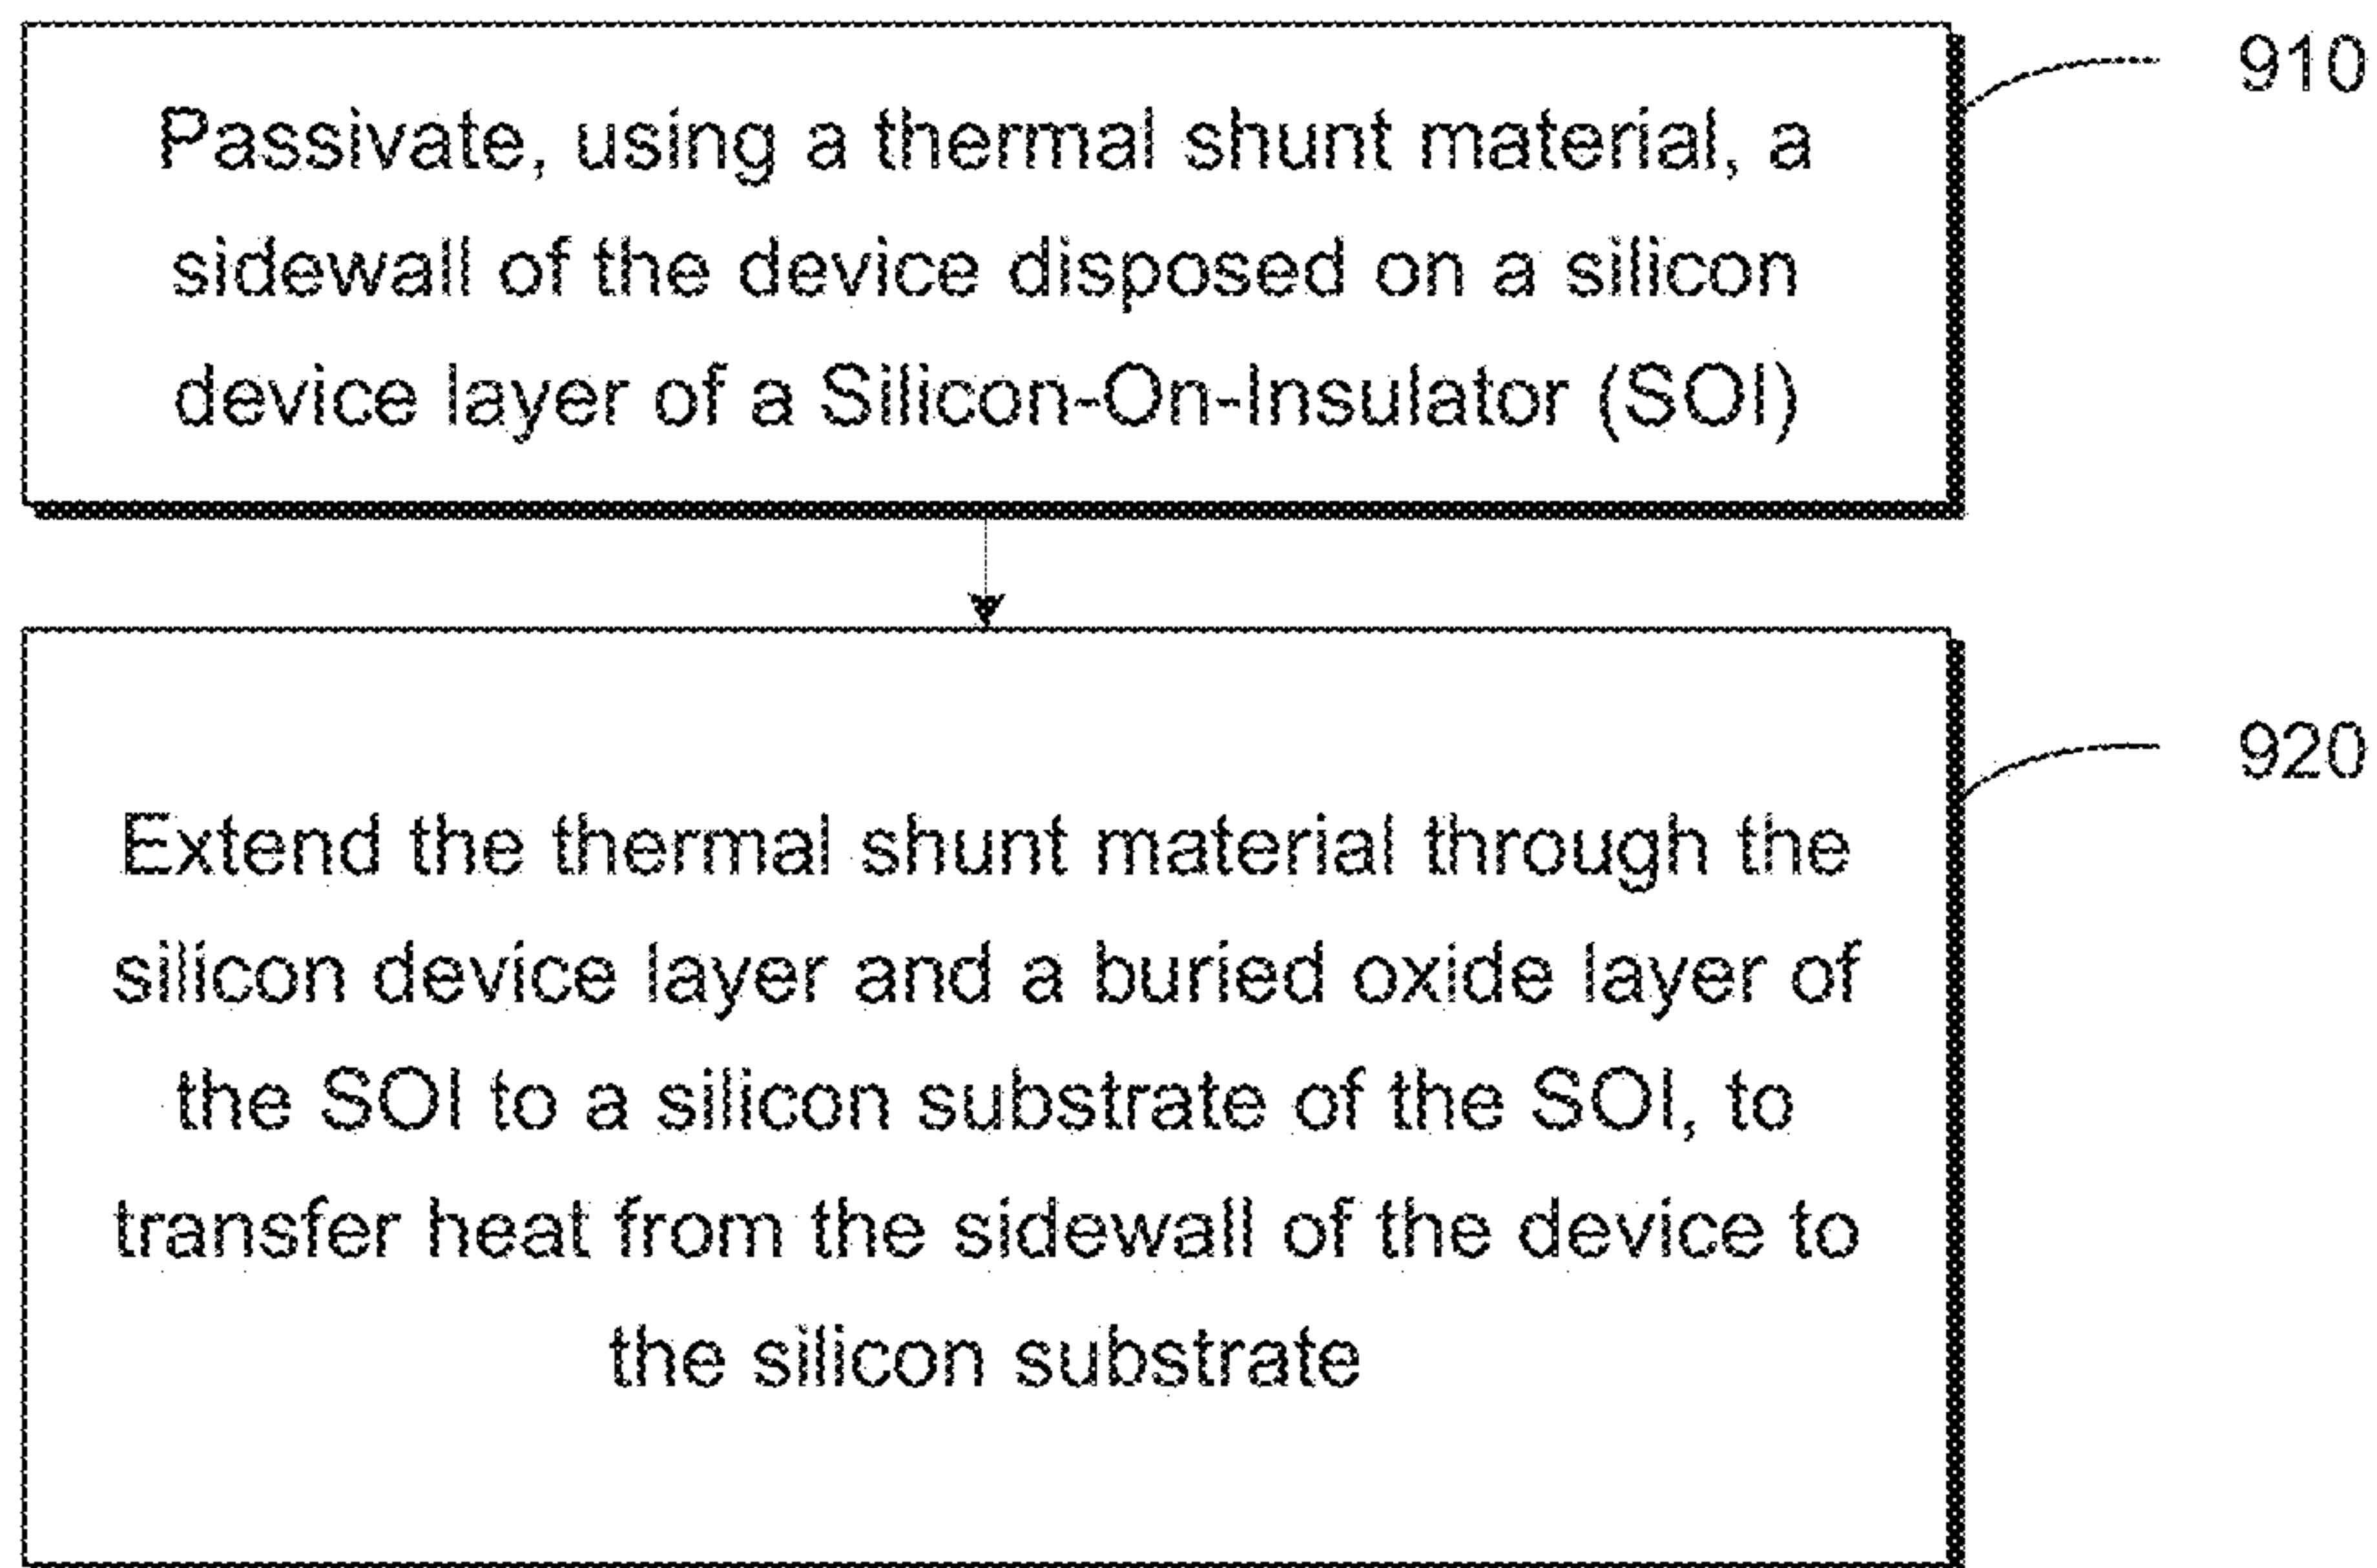 910
Passivate, using a thermal shunt material, a
sidewall of the device disposed on a silicon
device layer of a Silicon-On-Insulator (SOI)
920
Extend the thermal shunt material through the
silicon device layer and a buried oxide layer of
the SOI to a silicon substrate of the SOI, to
transfer heat from the sidewall of the device to
the silicon substrate